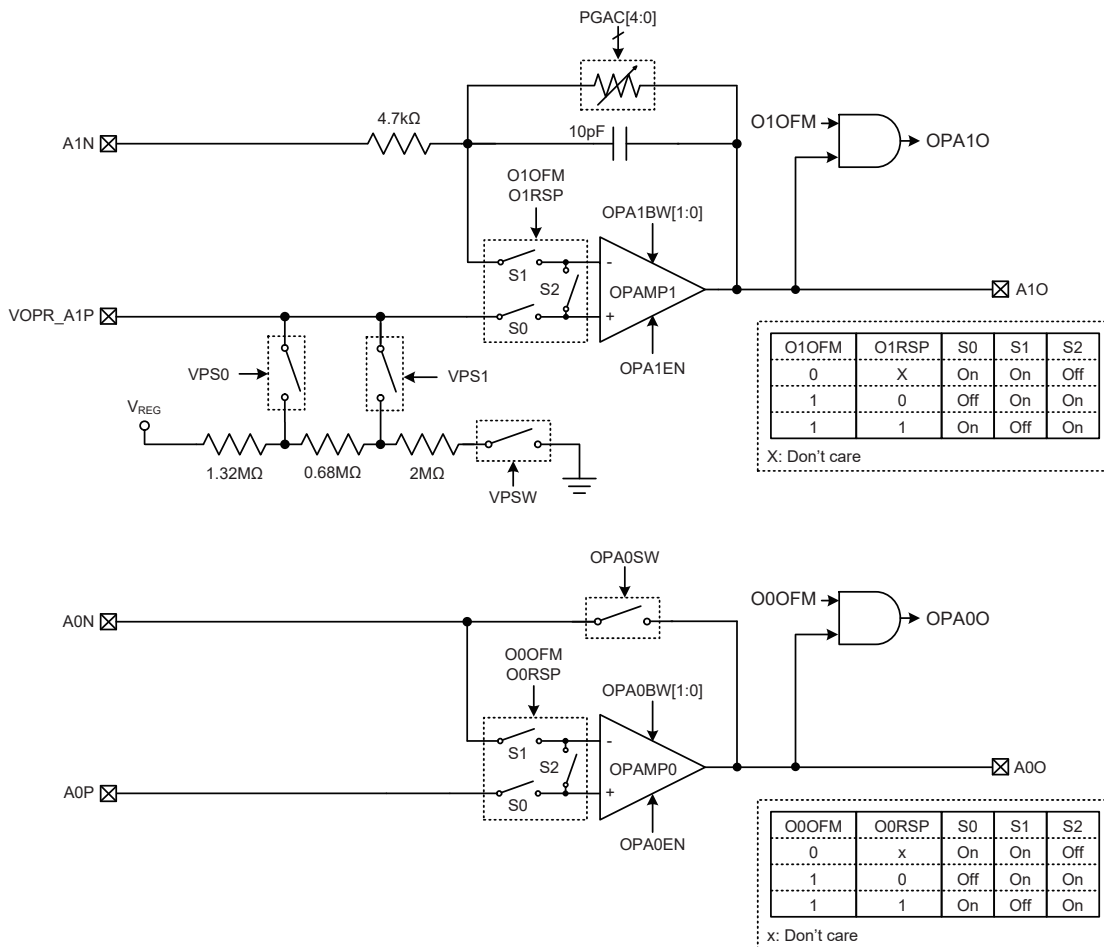 PGAC[4:0]
4.7kΩ
A1N
10pF
O1OFM
OPA1O
O1OFM
O1RSP
OPA1BW[1:0]
S1
S2
S0
-
OPAMP1
+
A1O
VOPR_A1P
OPA1EN
VPS0
VPS1
VREG
1.32MΩ
0.68MΩ
2MΩ
VPSW
O1OFM O1RSP S0 S1 S2
0 X On On Off
1 0 Off On On
1 1 On Off On
X: Don't care
OPA0SW
A0N
O0OFM
OPA0O
O0OFM
O0RSP
OPA0BW[1:0]
S1
S2
S0
-
OPAMP0
+
A0O
A0P
OPA0EN
O0OFM O0RSP S0 S1 S2
0 x On On Off
1 0 Off On On
1 1 On Off On
x: Don't care